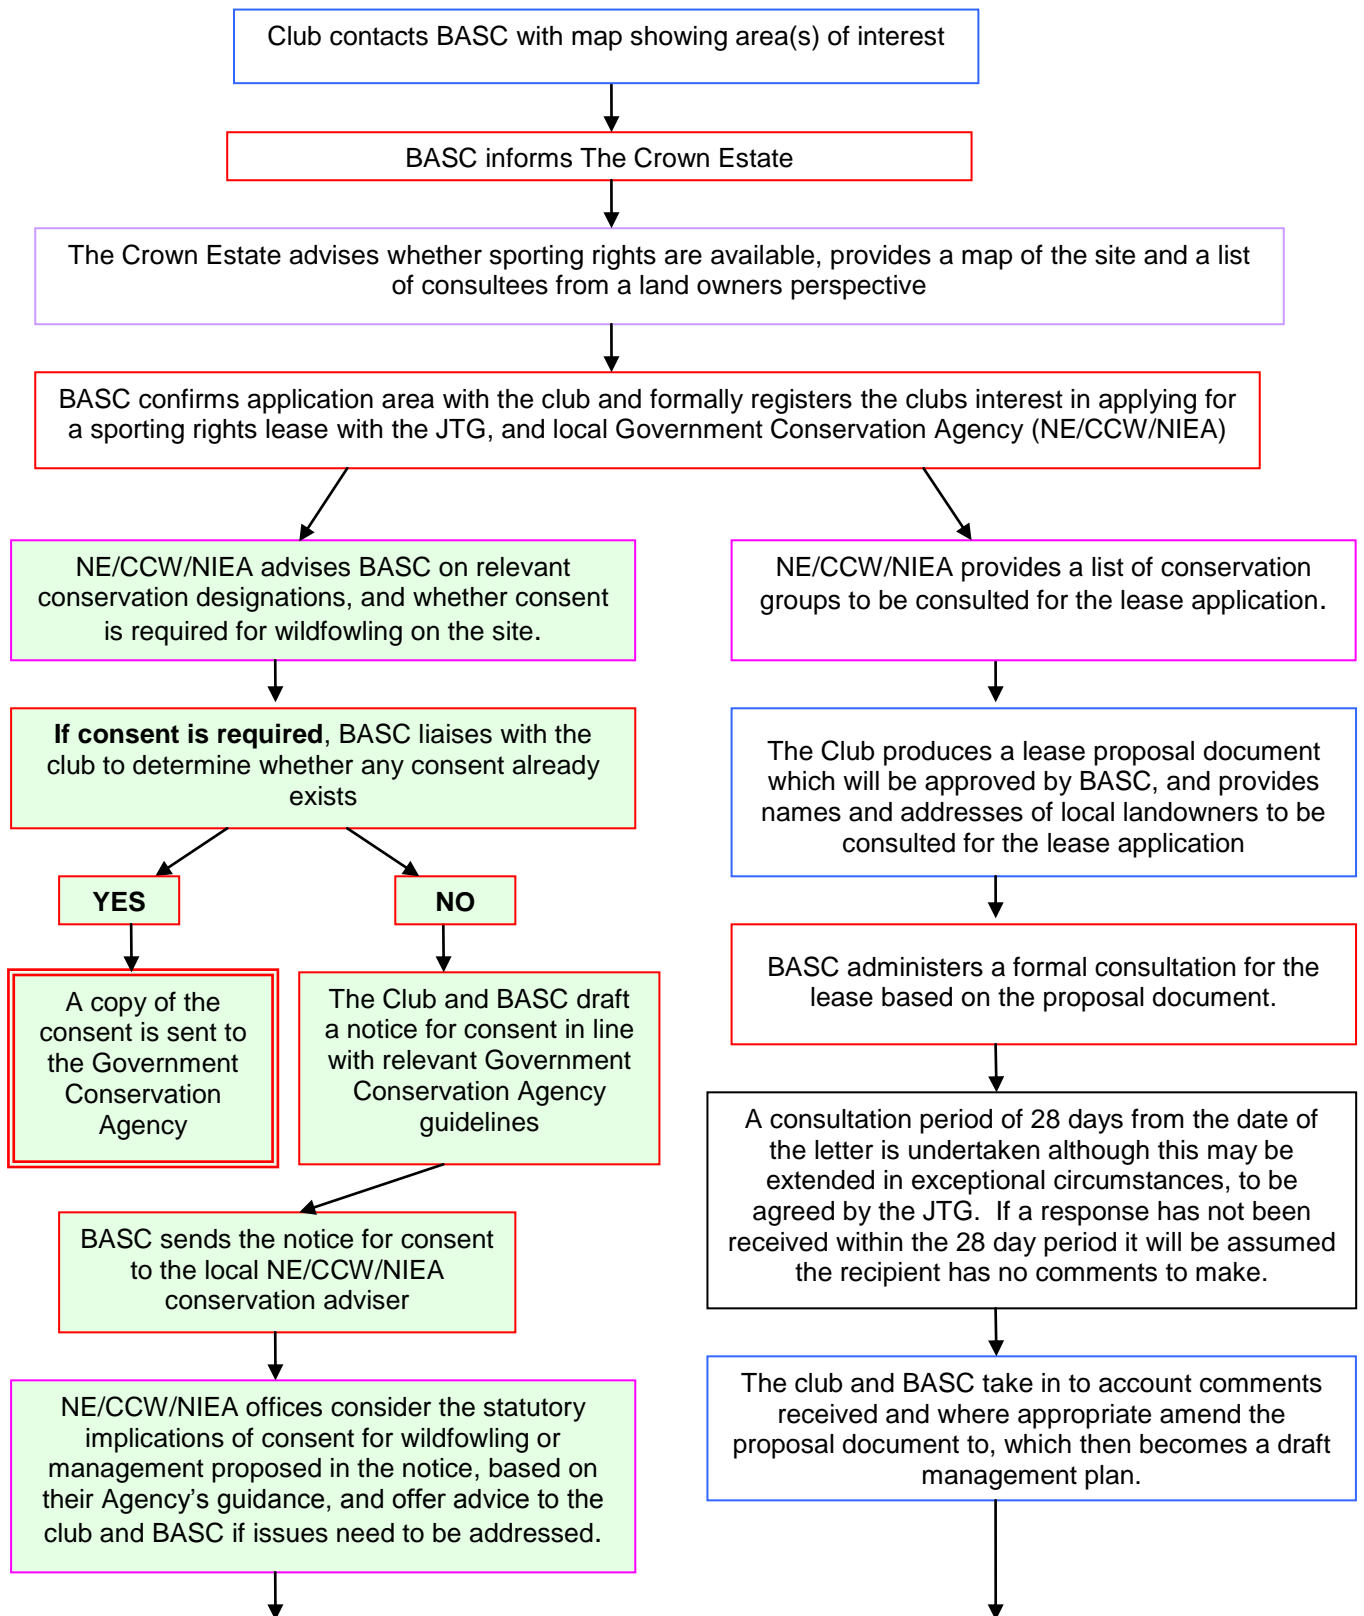 Club contacts BASC with map showing area(s) of interest
BASC informs The Crown Estate
The Crown Estate advises whether sporting rights are available, provides a map of the site and a list
of consultees from a land owners perspective
BASC confirms application area with the club and formally registers the clubs interest in applying for
a sporting rights lease with the JTG, and local Government Conservation Agency (NE/CCW/NIEA)
NE/CCW/NIEA advises BASC on relevant
conservation designations, and whether consent
is required for wildfowling on the site.
If consent is required, BASC liaises with the
club to determine whether any consent already
exists
YES
NO
A copy of the
consent is sent to
the Government
Conservation
Agency
The Club and BASC draft
a notice for consent in line
with relevant Government
Conservation Agency
guidelines
BASC sends the notice for consent
to the local NE/CCW/NIEA
conservation adviser
NE/CCW/NIEA offices consider the statutory
implications of consent for wildfowling or
management proposed in the notice, based on
their Agency’s guidance, and offer advice to the
club and BASC if issues need to be addressed.
NE/CCW/NIEA provides a list of conservation
groups to be consulted for the lease application.
The Club produces a lease proposal document
which will be approved by BASC, and provides
names and addresses of local landowners to be
consulted for the lease application
BASC administers a formal consultation for the
lease based on the proposal document.
A consultation period of 28 days from the date of
the letter is undertaken although this may be
extended in exceptional circumstances, to be
agreed by the JTG.  If a response has not been
received within the 28 day period it will be assumed
the recipient has no comments to make.
The club and BASC take in to account comments
received and where appropriate amend the
proposal document to, which then becomes a draft
management plan.